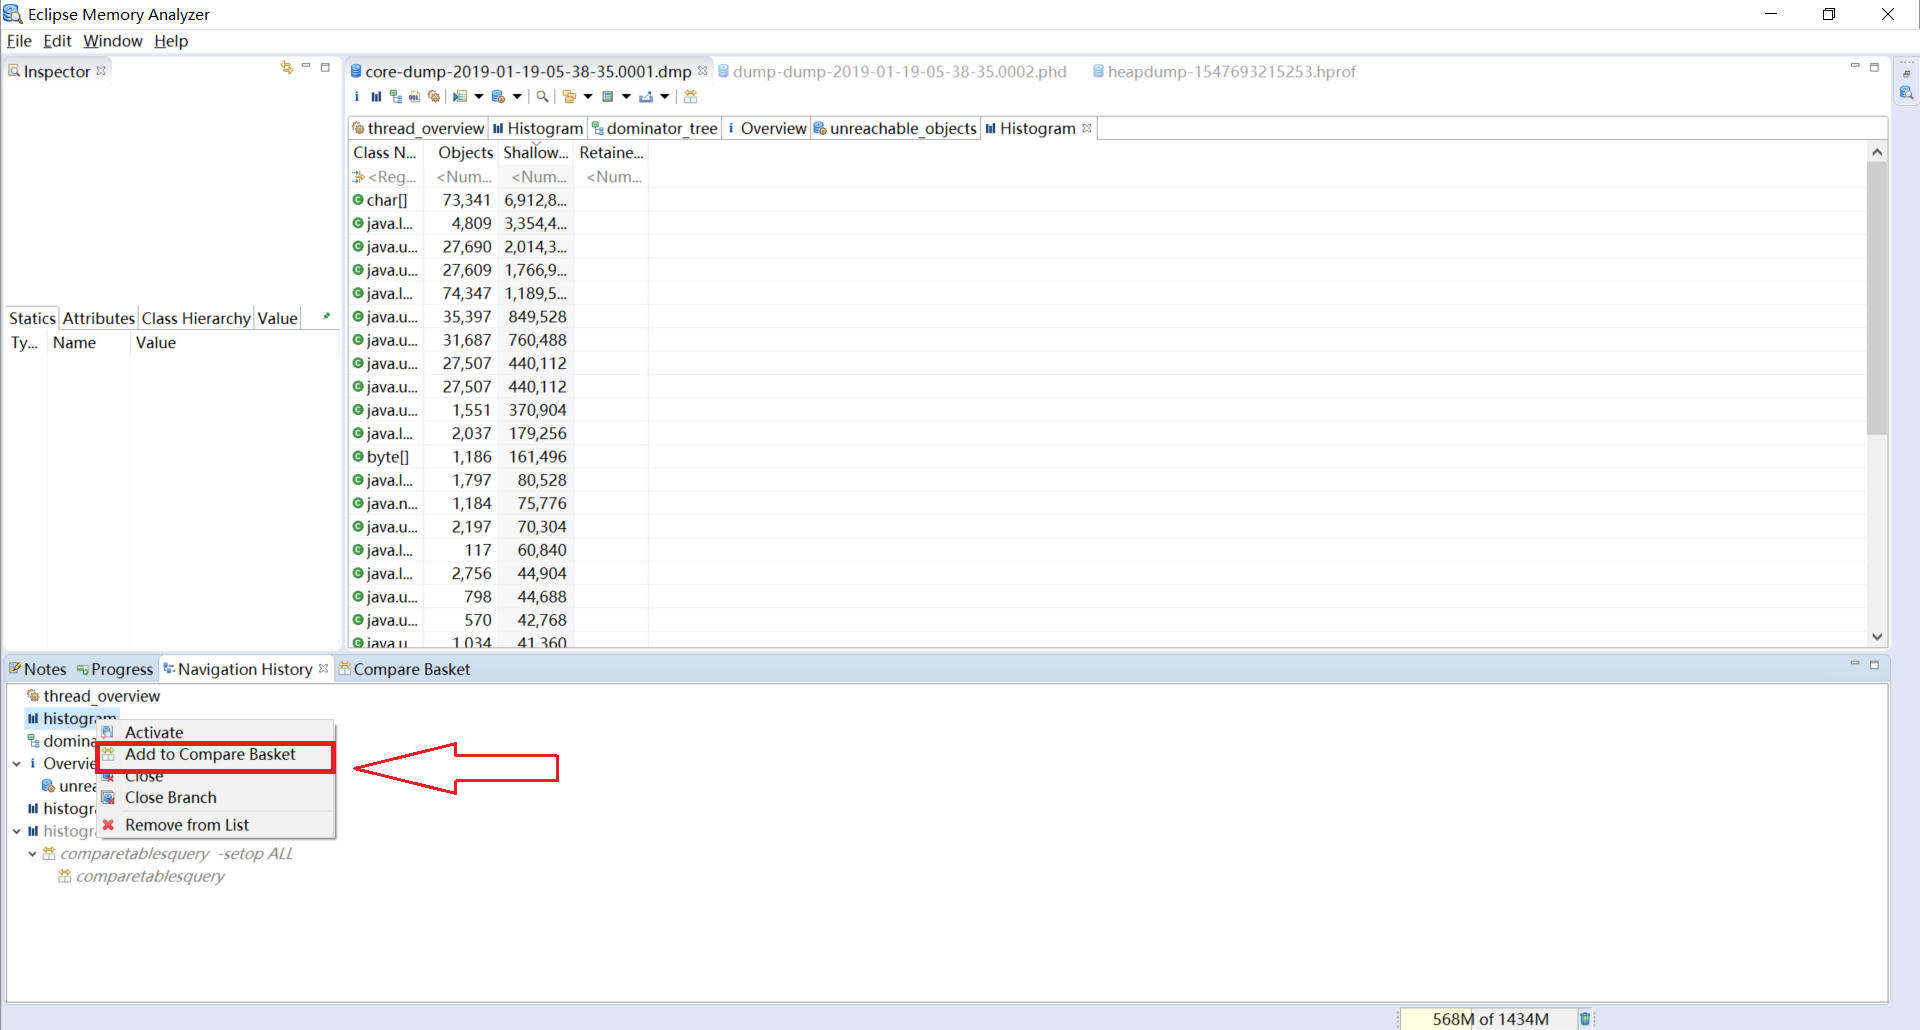 Eclipse Memory Analyzer
File Edit Window Help
Inspector
core-dump-2019-01-19-05-38-35.0001.dmp dump-dump-2019-01-19-05-38-35.0002.phd heapdump-1547693215253.hprof
thread_overview Histogram dominator_tree Overview unreachable_objects Histogram
Class N... Objects Shallow... Retaine...
<Reg... <Num... <Num... <Num...
char[] 73,341 6,912,8...
java.l... 4,809 3,354,4...
java.u... 27,690 2,014,3...
java.u... 27,609 1,766,9...
java.l... 74,347 1,189,5...
java.u... 35,397 849,528
java.u... 31,687 760,488
java.u... 27,507 440,112
java.u... 27,507 440,112
java.u... 1,551 370,904
java.l... 2,037 179,256
byte[] 1,186 161,496
java.l... 1,797 80,528
java.n... 1,184 75,776
java.u... 2,197 70,304
java.l... 117 60,840
java.l... 2,756 44,904
java.u... 798 44,688
java.u... 570 42,768
java.u 1,034 41,360
Statics Attributes Class Hierarchy Value
Ty... Name Value
Notes Progress Navigation History Compare Basket
thread_overview
histogram
domina
Overvie
unrea
histogra
histogra
comparetablesquery -setop ALL
comparetablesquery
Activate
Add to Compare Basket
Close
Close Branch
Remove from List
568M of 1434M